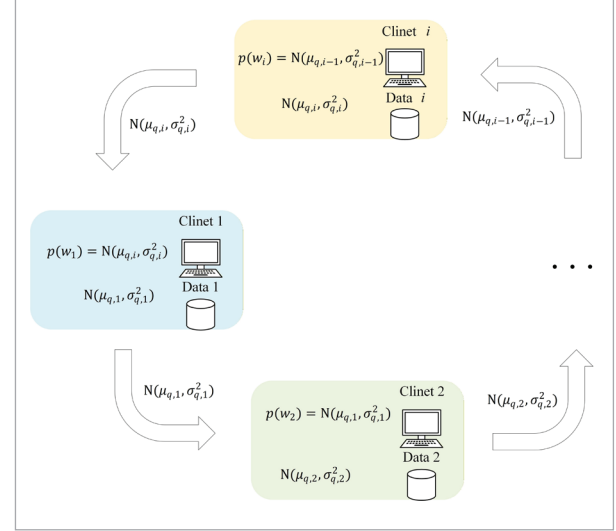 Clinet i
p(w_i) = N(μ_{q,i−1}, σ²_{q,i−1})
N(μ_{q,i}, σ²_{q,i})
Data i
N(μ_{q,i}, σ²_{q,i})
N(μ_{q,i−1}, σ²_{q,i−1})
Clinet 1
p(w_1) = N(μ_{q,i}, σ²_{q,i})
Data 1
N(μ_{q,1}, σ²_{q,1})
. . .
N(μ_{q,1}, σ²_{q,1})
Clinet 2
p(w_2) = N(μ_{q,1}, σ²_{q,1})
Data 2
N(μ_{q,2}, σ²_{q,2})
N(μ_{q,2}, σ²_{q,2})